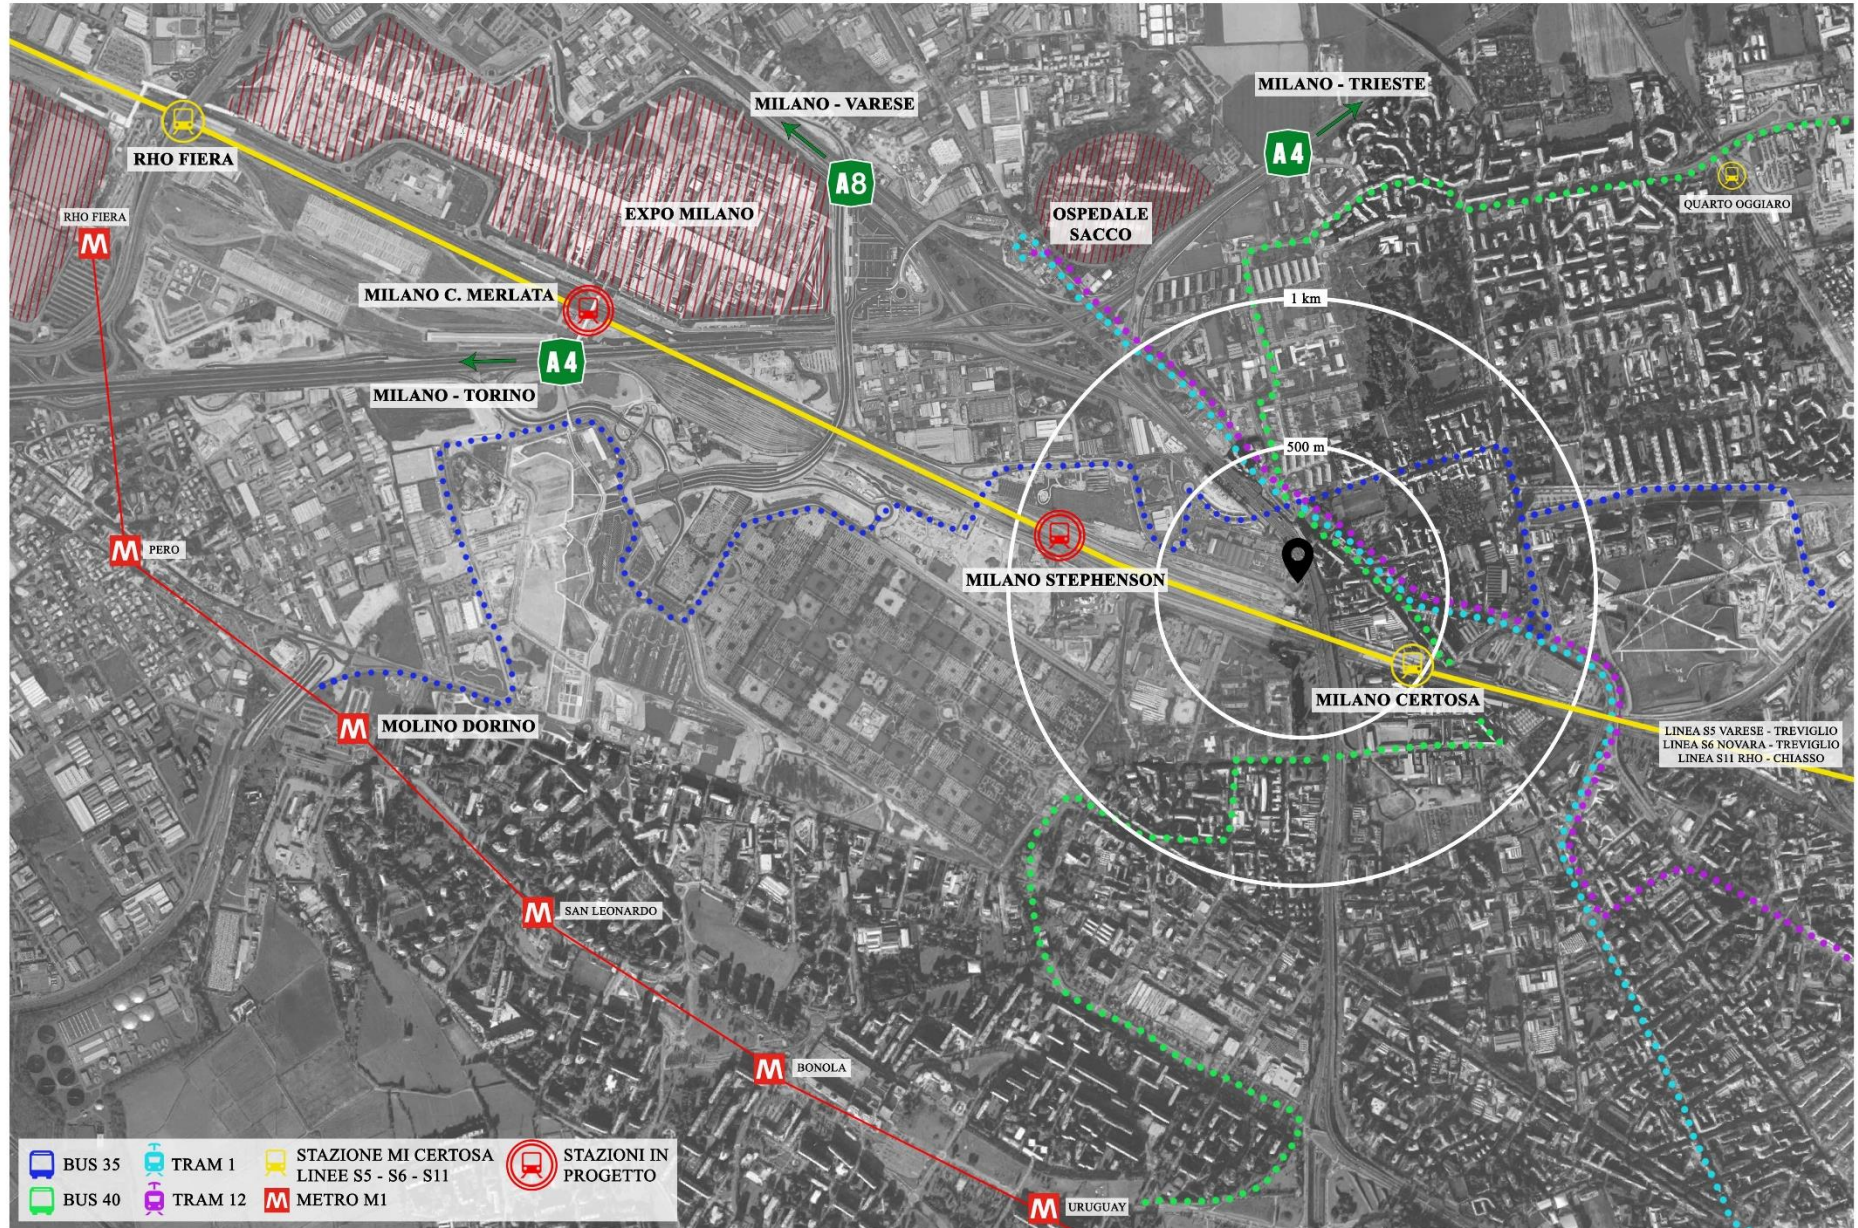 MILANO - TRIESTE
MILANO - VARESE
A4
RHO FIERA
A8
QUARTO OGGIARO
RHO FIERA
M
EXPO MILANO
OSPEDALE
SACCO
MILANO C. MERLATA
1 km
A4
MILANO - TORINO
500 m
M
PERO
MILANO STEPHENSON
MILANO CERTOSA
M
MOLINO DORINO
LINEA S5 VARESE - TREVIGLIO
LINEA S6 NOVARA - TREVIGLIO
LINEA S11 RHO - CHIASSO
M
SAN LEONARDO
M
BONOLA
M
URUGUAY
BUS 35
TRAM 1
STAZIONE MI CERTOSA
LINEE S5 - S6 - S11
STAZIONI IN
PROGETTO
BUS 40
TRAM 12
M
METRO M1